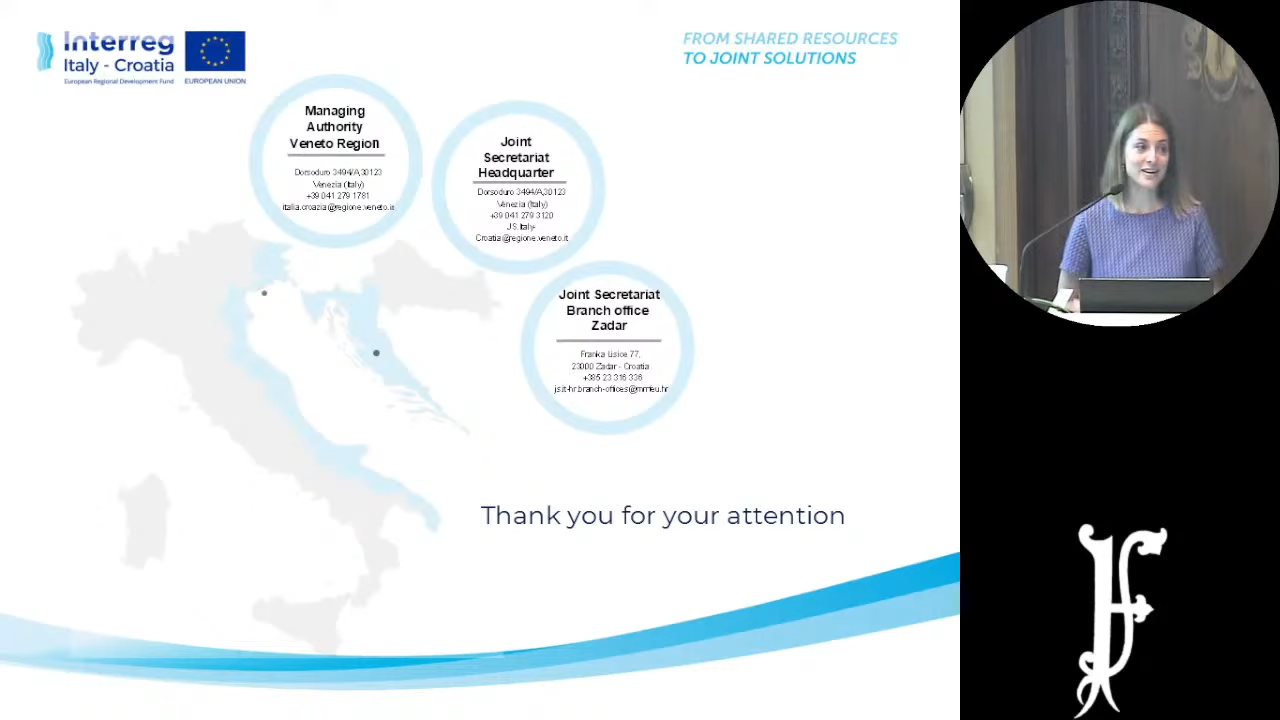 Interreg
Italy - Croatia
European Regional Development Fund
EUROPEAN UNION
FROM SHARED RESOURCES
TO JOINT SOLUTIONS
Managing
Authority
Veneto Region
Dorsoduro 3494/A,30123
Venezia (Italy)
+39 041 279 1781
italia.croazia@regione.veneto.it
Joint
Secretariat
Headquarter
Dorsoduro 3494/A,30123
Venezia (Italy)
+39 041 279 3120
JS.Italy-
Croatia@regione.veneto.it
Joint Secretariat
Branch office
Zadar
Franka Lisice 77,
23000 Zadar - Croatia
+385 23 316 336
js.it-hr.branch-offices@mrrfeu.hr
Thank you for your attention